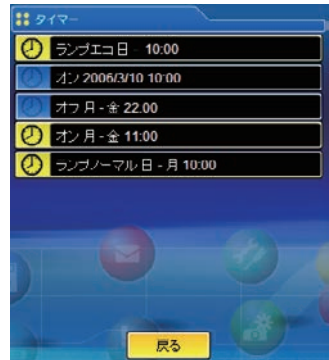 タイマー
ランプエコ 日 - 10:00
オン 2006/3/10 10:00
オフ 月 - 金 22.00
オン 月 - 金 11:00
ランプノーマル 日 - 月 10:00
戻る